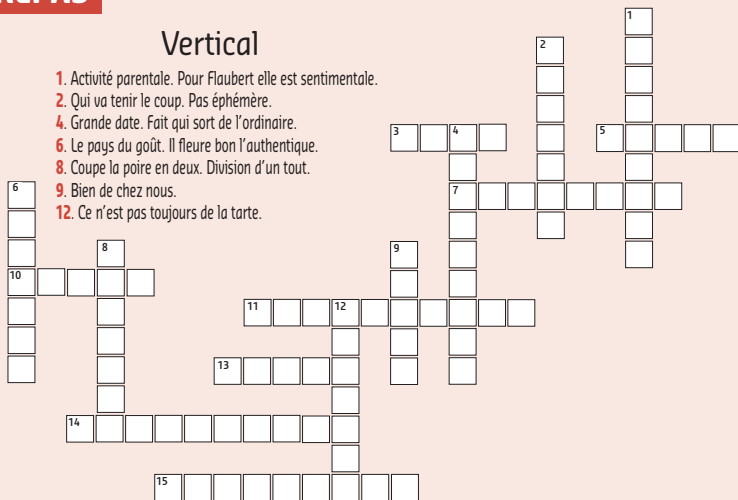 Vertical
1. Activité parentale. Pour Flaubert elle est sentimentale.
2. Qui va tenir le coup. Pas éphémère.
4. Grande date. Fait qui sort de l'ordinaire.
6. Le pays du goût. Il fleure bon l'authentique.
8. Coupe la poire en deux. Division d'un tout.
9. Bien de chez nous.
12. Ce n'est pas toujours de la tarte.
1
2
3
4
5
7
6
8
9
10
11
12
13
14
15